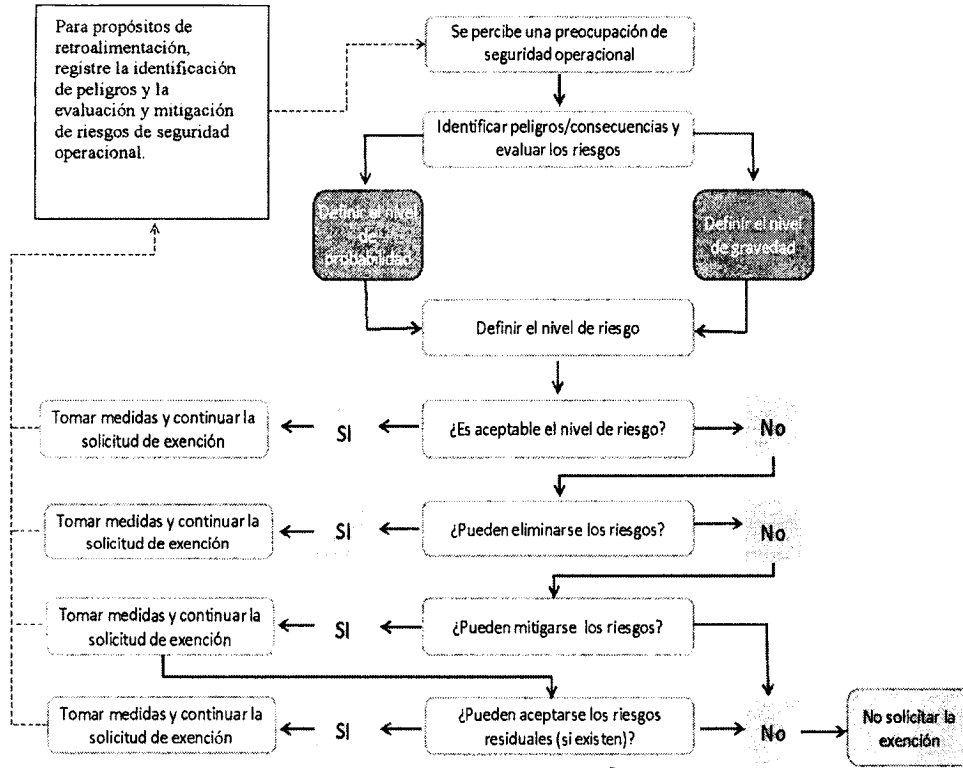 Para propósitos de
retroalimentación,
registre la identificación
de peligros y la
evaluación y mitigación
de riesgos de seguridad
operacional.
Se percibe una preocupación de
seguridad operacional
Identificar peligros/consecuencias y
evaluar los riesgos
Definir el nivel
de
probabilidad
Definir el nivel
de gravedad
Definir el nivel de riesgo
Tomar medidas y continuar la
solicitud de exención
SI
¿Es aceptable el nivel de riesgo?
No
Tomar medidas y continuar la
solicitud de exención
SI
¿Pueden eliminarse los riesgos?
No
Tomar medidas y continuar la
solicitud de exención
SI
¿Pueden mitigarse los riesgos?
Tomar medidas y continuar la
solicitud de exención
SI
¿Pueden aceptarse los riesgos
residuales (si existen)?
No
No solicitar la
exención